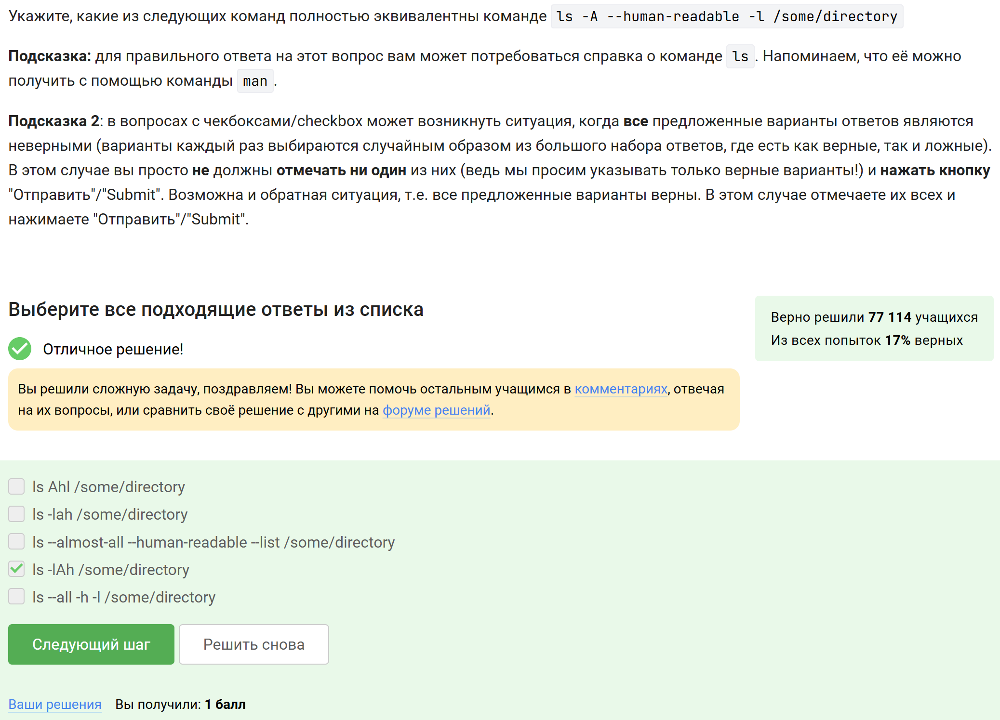 Укажите, какие из следующих команд полностью эквивалентны команде ls -A --human-readable -l /some/directory
Подсказка: для правильного ответа на этот вопрос вам может потребоваться справка о команде ls. Напоминаем, что её можно
получить с помощью команды man.
Подсказка 2: в вопросах с чекбоксами/checkbox может возникнуть ситуация, когда все предложенные варианты ответов являются
неверными (варианты каждый раз выбираются случайным образом из большого набора ответов, где есть как верные, так и ложные).
В этом случае вы просто не должны отмечать ни один из них (ведь мы просим указывать только верные варианты!) и нажать кнопку
"Отправить"/"Submit". Возможна и обратная ситуация, т.е. все предложенные варианты верны. В этом случае отмечаете их всех и
нажимаете "Отправить"/"Submit".
Выберите все подходящие ответы из списка
Верно решили 77 114 учащихся
Из всех попыток 17% верных
Отличное решение!
Вы решили сложную задачу, поздравляем! Вы можете помочь остальным учащимся в комментариях, отвечая
на их вопросы, или сравнить своё решение с другими на форуме решений.
ls Ahl /some/directory
ls -lah /some/directory
ls --almost-all --human-readable --list /some/directory
ls -lAh /some/directory
ls --all -h -l /some/directory
Следующий шаг
Решить снова
Ваши решения Вы получили: 1 балл